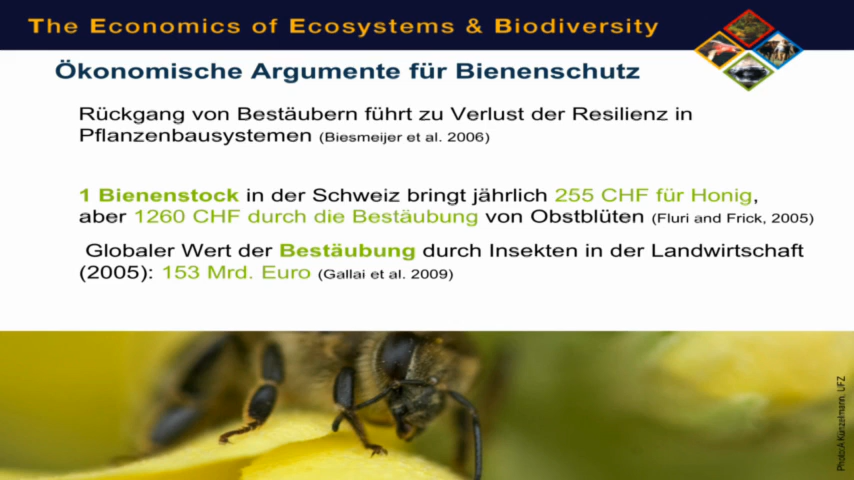 The Economics of Ecosystems & Biodiversity
Ökonomische Argumente für Bienenschutz
Rückgang von Bestäubern führt zu Verlust der Resilienz in
Pflanzenbausystemen (Biesmeijer et al. 2006)
1 Bienenstock in der Schweiz bringt jährlich 255 CHF für Honig,
aber 1260 CHF durch die Bestäubung von Obstblüten (Fluri and Frick, 2005)
Globaler Wert der Bestäubung durch Insekten in der Landwirtschaft
(2005): 153 Mrd. Euro (Gallai et al. 2009)
Photo:A.Künzelmann, UFZ